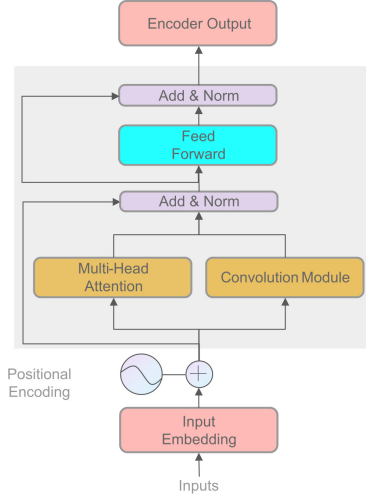 Encoder Output
Add & Norm
Feed
Forward
Add & Norm
Multi-Head
Attention
Convolution Module
Positional
Encoding
Input
Embedding
Inputs